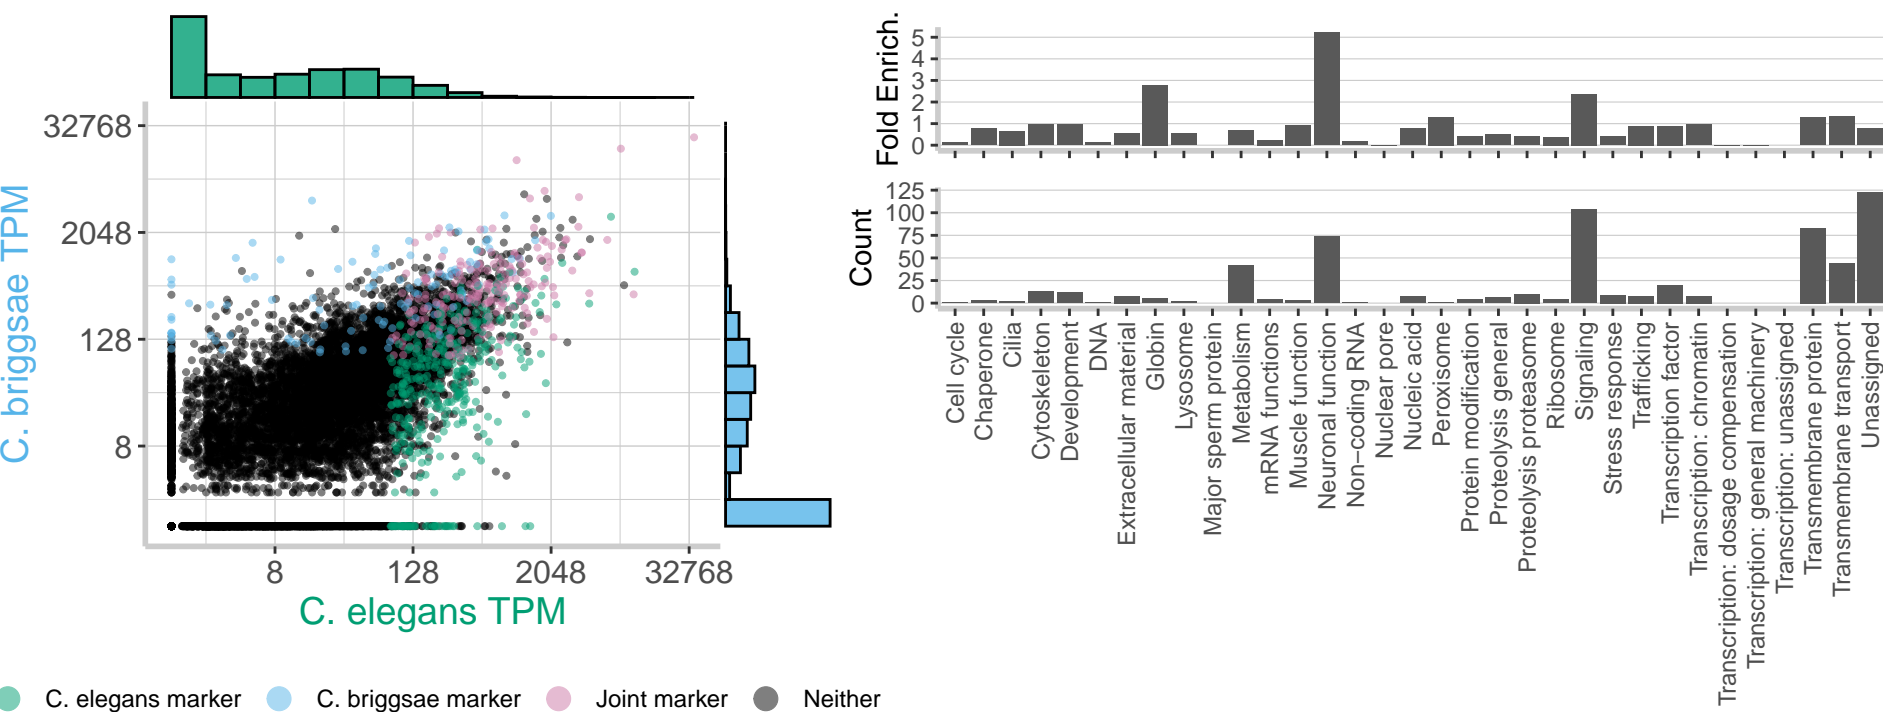 32768
2048
128
8
C. briggsae TPM
8
128
2048
32768
C. elegans TPM
C. elegans marker
C. briggsae marker
Joint marker
Neither
Fold Enrich.
5
4
3
2
1
0
Count
125
100
75
50
25
0
Cell cycle
Chaperone
Cilia
Cytoskeleton
Development
DNA
Extracellular material
Globin
Lysosome
Major sperm protein
Metabolism
mRNA functions
Muscle function
Neuronal function
Non−coding RNA
Nuclear pore
Nucleic acid
Peroxisome
Protein modification
Proteolysis general
Proteolysis proteasome
Ribosome
Signaling
Stress response
Trafficking
Transcription factor
Transcription: chromatin
Transcription: dosage compensation
Transcription: general machinery
Transcription: unassigned
Transmembrane protein
Transmembrane transport
Unassigned